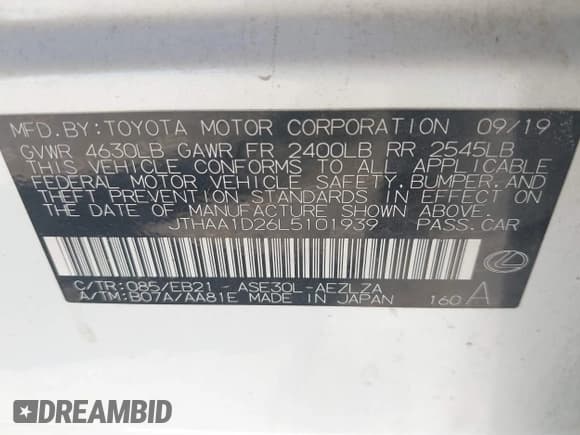 MFD.BY:TOYOTA MOTOR CORPORATION 09/19
GVWR 4630LB GAWR FR 2400LB RR 2545LB
THIS VEHICLE CONFORMS TO ALL APPLICABLE
FEDERAL MOTOR VEHICLE SAFETY,BUMPER,AND
THEFT PREVENTION STANDARDS IN EFFECT ON
THE DATE OF MANUFACTURE SHOWN ABOVE.
JTHAA1D26L5101939 PASS.CAR
C/TR:085/EB21 -ASE30L-AEZLZA
A/TM:B07A/AA81E MADE IN JAPAN 160 A
DREAMBID